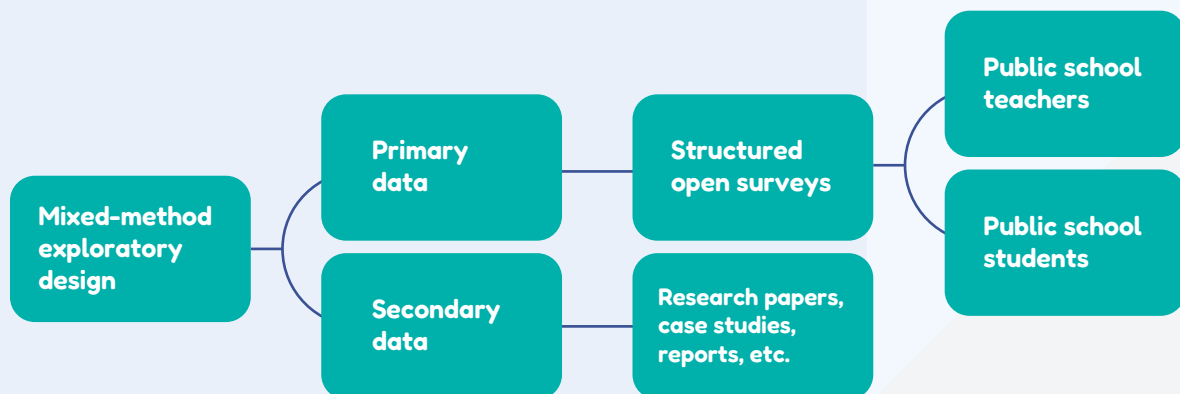 Mixed-method
exploratory
design
Primary
data
Secondary
data
Structured
open surveys
Research papers,
case studies,
reports, etc.
Public school
teachers
Public school
students